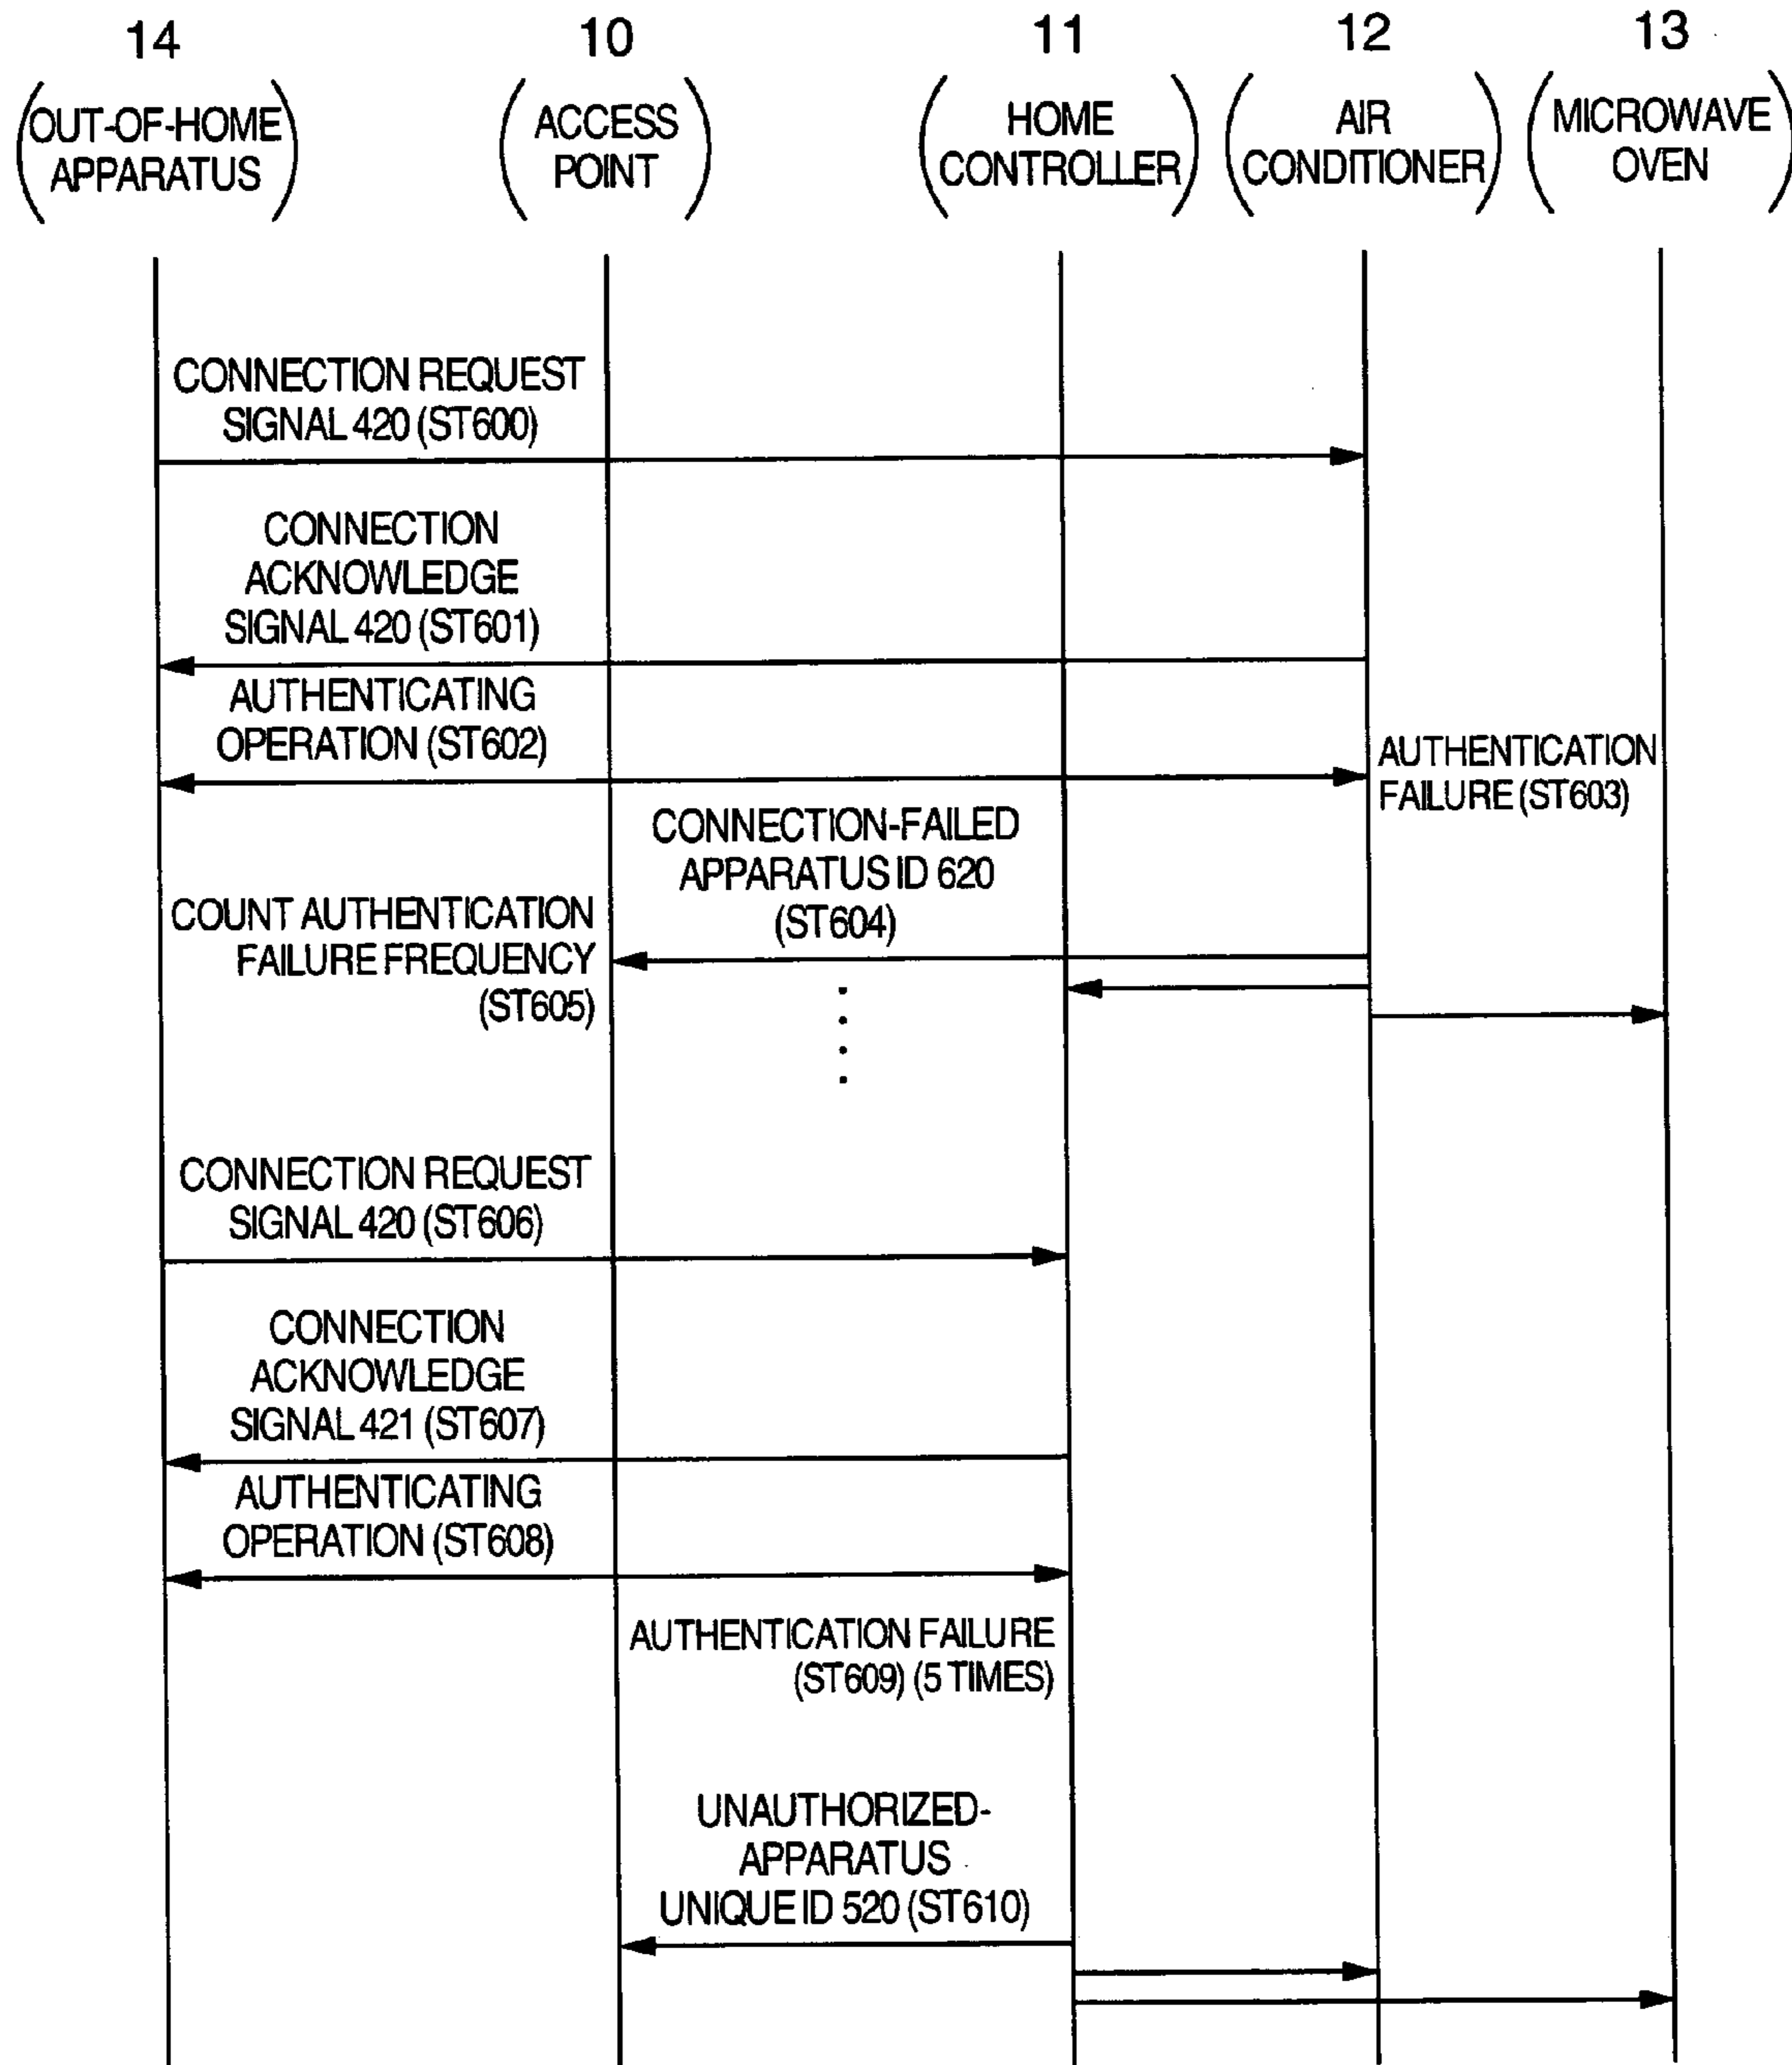 14
10
11
12
13
OUT-OF-HOME
APPARATUS
ACCESS
POINT
HOME
CONTROLLER
AIR
CONDITIONER
MICROWAVE
OVEN
CONNECTION REQUEST
SIGNAL 420 (ST600)
CONNECTION
ACKNOWLEDGE
SIGNAL 420 (ST601)
AUTHENTICATING
OPERATION (ST602)
AUTHENTICATION
FAILURE (ST603)
CONNECTION-FAILED
APPARATUS ID 620
(ST604)
COUNT AUTHENTICATION
FAILURE FREQUENCY
(ST605)
CONNECTION REQUEST
SIGNAL 420 (ST606)
CONNECTION
ACKNOWLEDGE
SIGNAL 421 (ST607)
AUTHENTICATING
OPERATION (ST608)
AUTHENTICATION FAILURE
(ST609) (5 TIMES)
UNAUTHORIZED-
APPARATUS
UNIQUE ID 520 (ST610)